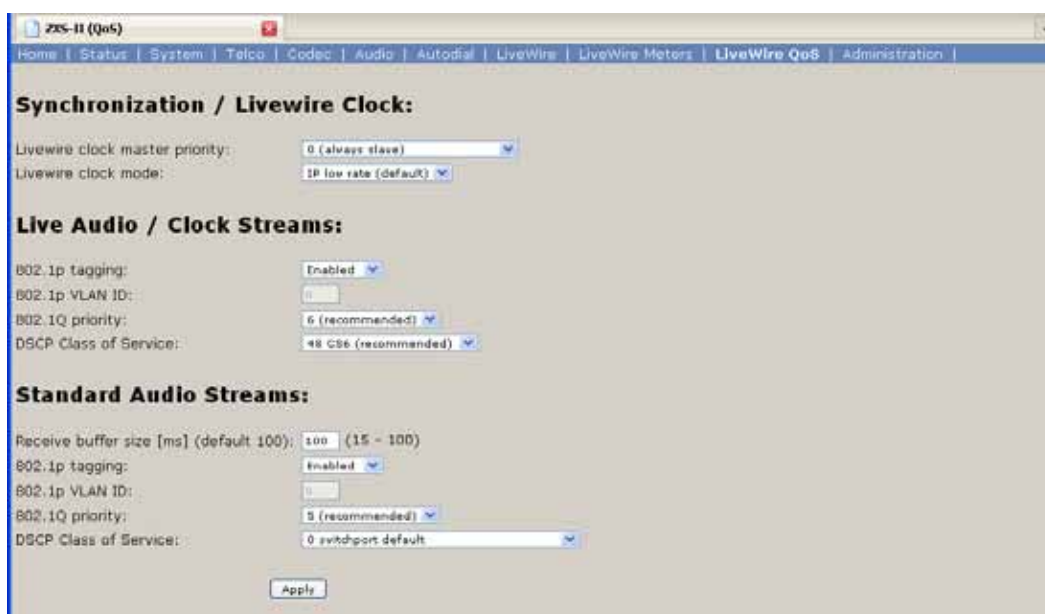 ZXS-II (QoS)
Home | Status | System | Telco | Codec | Audio | Autodial | LiveWire | LiveWire Meters | LiveWire QoS | Administration |
Synchronization / Livewire Clock:
Livewire clock master priority: 0 (always slave)
Livewire clock mode: IP low rate (default)
Live Audio / Clock Streams:
802.1p tagging: Enabled
802.1p VLAN ID: 0
802.1Q priority: 6 (recommended)
DSCP Class of Service: 48 CS6 (recommended)
Standard Audio Streams:
Receive buffer size [ms] (default 100): 100 (15 - 100)
802.1p tagging: Enabled
802.1p VLAN ID: 0
802.1Q priority: 5 (recommended)
DSCP Class of Service: 0 switchport default
Apply